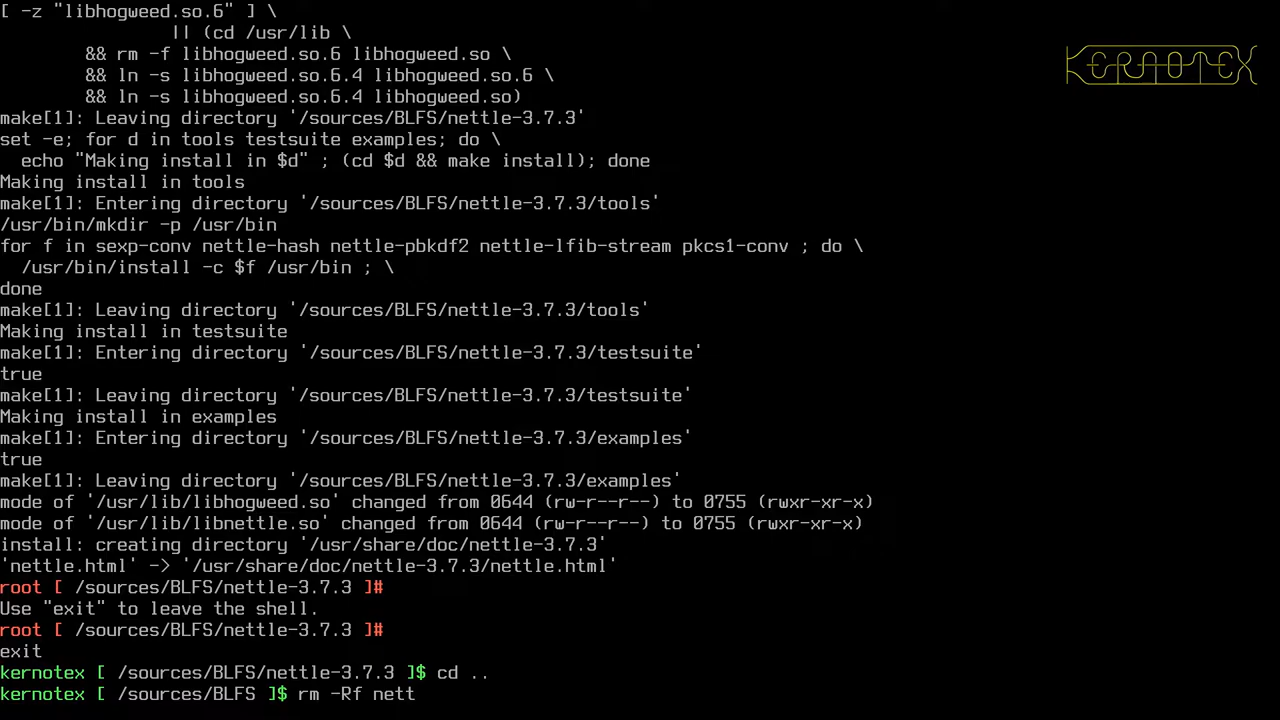 [ -z "libhogweed.so.6" ] \
|| (cd /usr/lib \
&& rm -f libhogweed.so.6 libhogweed.so \
&& ln -s libhogweed.so.6.4 libhogweed.so.6 \
&& ln -s libhogweed.so.6.4 libhogweed.so)
make[1]: Leaving directory '/sources/BLFS/nettle-3.7.3'
set -e; for d in tools testsuite examples; do \
echo "Making install in $d" ; (cd $d && make install); done
Making install in tools
make[1]: Entering directory '/sources/BLFS/nettle-3.7.3/tools'
/usr/bin/mkdir -p /usr/bin
for f in sexp-conv nettle-hash nettle-pbkdf2 nettle-lfib-stream pkcs1-conv ; do \
/usr/bin/install -c $f /usr/bin ; \
done
make[1]: Leaving directory '/sources/BLFS/nettle-3.7.3/tools'
Making install in testsuite
make[1]: Entering directory '/sources/BLFS/nettle-3.7.3/testsuite'
true
make[1]: Leaving directory '/sources/BLFS/nettle-3.7.3/testsuite'
Making install in examples
make[1]: Entering directory '/sources/BLFS/nettle-3.7.3/examples'
true
make[1]: Leaving directory '/sources/BLFS/nettle-3.7.3/examples'
mode of '/usr/lib/libhogweed.so' changed from 0644 (rw-r--r--) to 0755 (rwxr-xr-x)
mode of '/usr/lib/libnettle.so' changed from 0644 (rw-r--r--) to 0755 (rwxr-xr-x)
install: creating directory '/usr/share/doc/nettle-3.7.3'
'nettle.html' -> '/usr/share/doc/nettle-3.7.3/nettle.html'
root [ /sources/BLFS/nettle-3.7.3 ]#
Use "exit" to leave the shell.
root [ /sources/BLFS/nettle-3.7.3 ]#
exit
kernotex [ /sources/BLFS/nettle-3.7.3 ]$ cd ..
kernotex [ /sources/BLFS ]$ rm -Rf nett
KERNOTEX